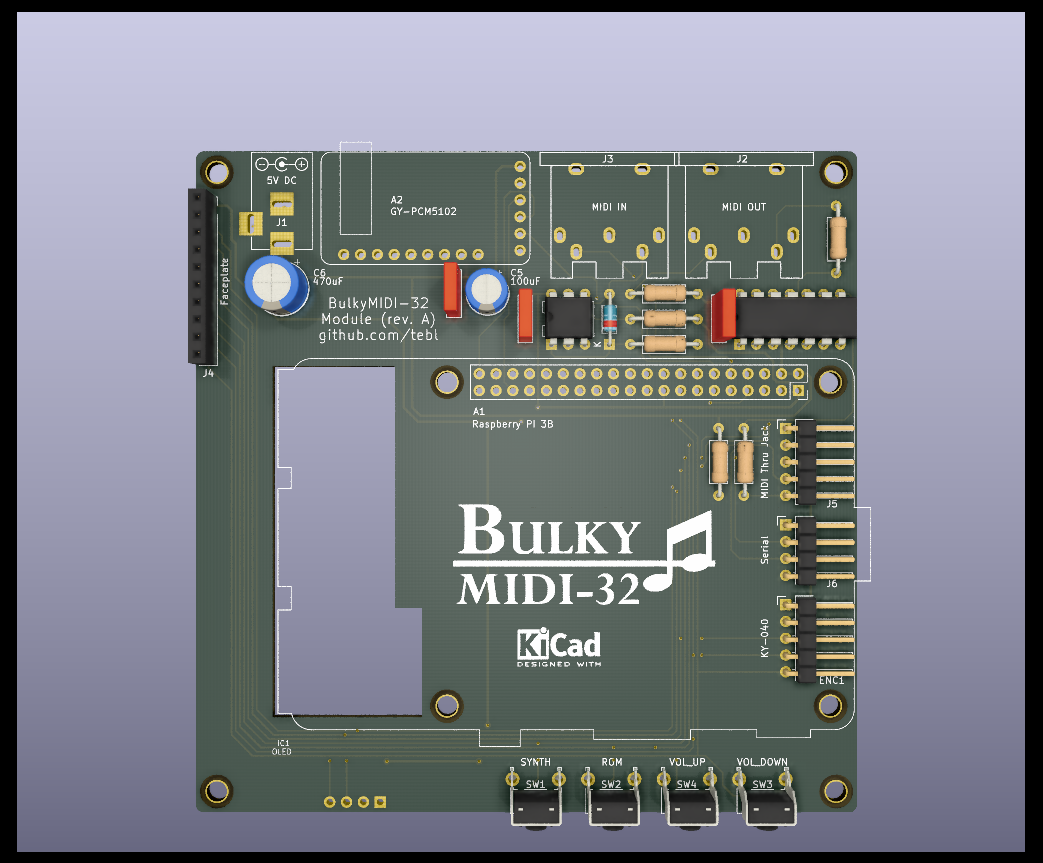 J3
J2
5V DC
J1
A2
GY-PCM5102
MIDI IN
MIDI OUT
Faceplate
C6
470uF
C5
100uF
BulkyMIDI-32
Module (rev. A)
github.com/tebl
K
J4
A1
Raspberry PI 3B
MIDI Thru Jack
J5
BULKY
MIDI-32
Serial
J6
KiCad
DESIGNED WITH
KY-040
ENC1
IC1
OLED
SYNTH
RGM
VOL_UP
VOL_DOWN
SW1
SW2
SW4
SW3